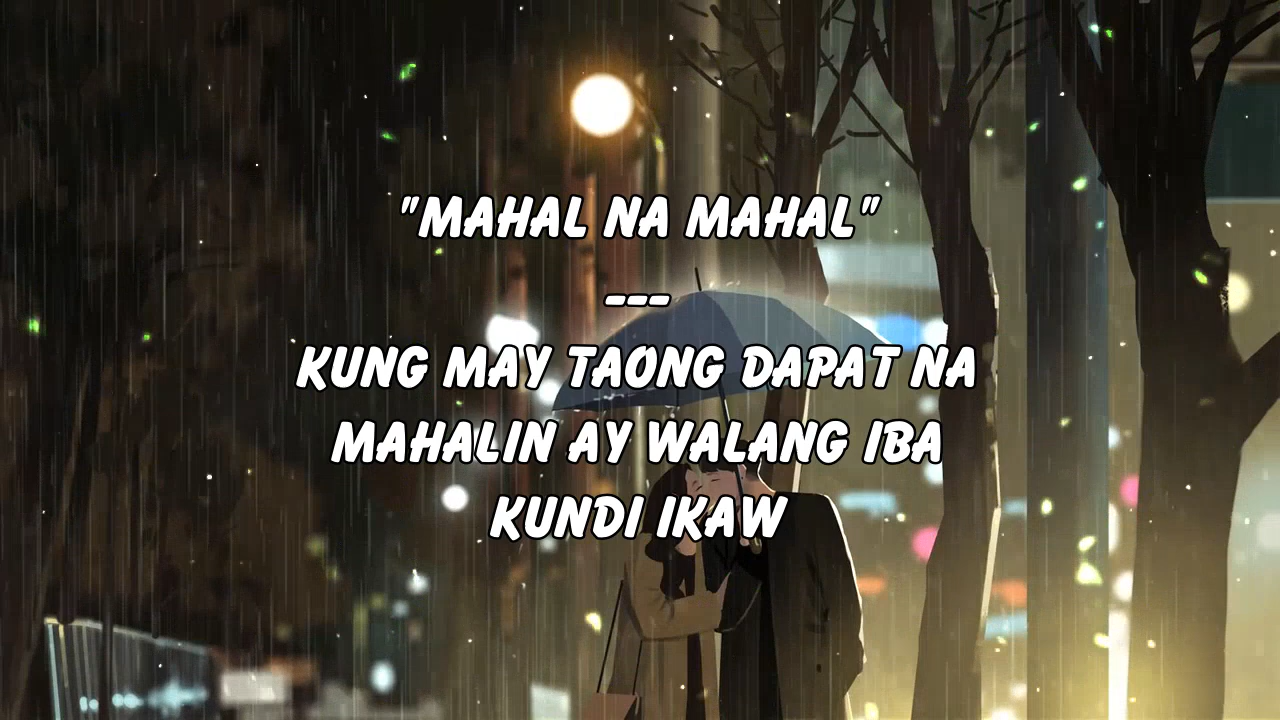 "MAHAL NA MAHAL"
---
KUNG MAY TAONG DAPAT NA
MAHALIN AY WALANG IBA
KUNDI IKAW